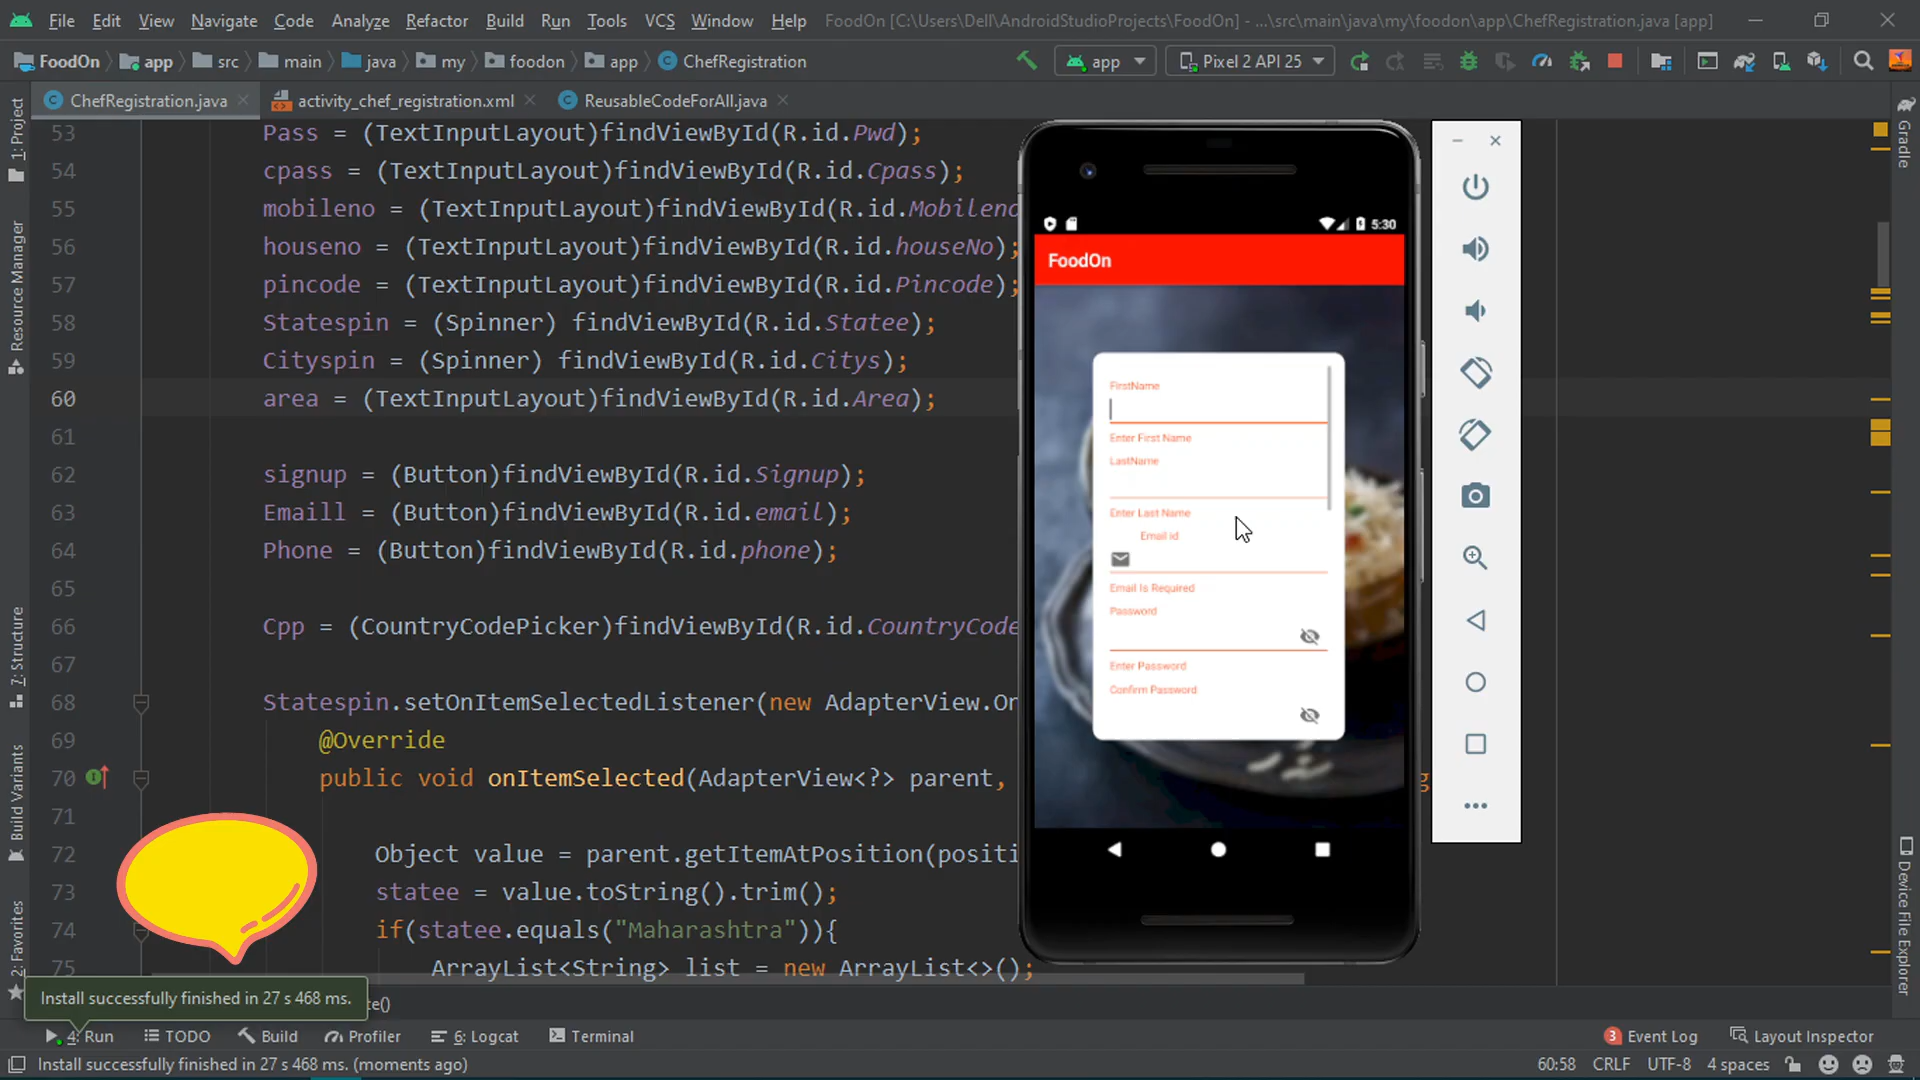 File Edit View Navigate Code Analyze Refactor Build Run Tools VCS Window Help FoodOn [C:\Users\Dell\AndroidStudioProjects\FoodOn] - ...\src\main\java\my\foodon\app\ChefRegistration.java [app]
FoodOn app src main java my foodon app ChefRegistration app Pixel 2 API 25
ChefRegistration.java activity_chef_registration.xml ReusableCodeForAll.java
1: Project
Resource Manager
7: Structure
Build Variants
2: Favorites
53 Pass = (TextInputLayout)findViewById(R.id.Pwd);
54 cpass = (TextInputLayout)findViewById(R.id.Cpass);
55 mobileno = (TextInputLayout)findViewById(R.id.Mobileno
56 houseno = (TextInputLayout)findViewById(R.id.houseNo);
57 pincode = (TextInputLayout)findViewById(R.id.Pincode);
58 Statespin = (Spinner) findViewById(R.id.Statee);
59 Cityspin = (Spinner) findViewById(R.id.Citys);
60 area = (TextInputLayout)findViewById(R.id.Area);
61
62 signup = (Button)findViewById(R.id.Signup);
63 Emaill = (Button)findViewById(R.id.email);
64 Phone = (Button)findViewById(R.id.phone);
65
66 Cpp = (CountryCodePicker)findViewById(R.id.CountryCode
67
68 Statespin.setOnItemSelectedListener(new AdapterView.On
69 @Override
70 public void onItemSelected(AdapterView<?> parent,
71
72 Object value = parent.getItemAtPosition(positi
73 statee = value.toString().trim();
74 if(statee.equals("Maharashtra")){
75 ArrayList<String> list = new ArrayList<>();
5:30
FoodOn
FirstName
Enter First Name
LastName
Enter Last Name
Email id
Email Is Required
Password
Enter Password
Confirm Password
Gradle
Device File Explorer
Install successfully finished in 27 s 468 ms.
4: Run TODO Build Profiler 6: Logcat Terminal 3 Event Log Layout Inspector
Install successfully finished in 27 s 468 ms. (moments ago) 60:58 CRLF UTF-8 4 spaces